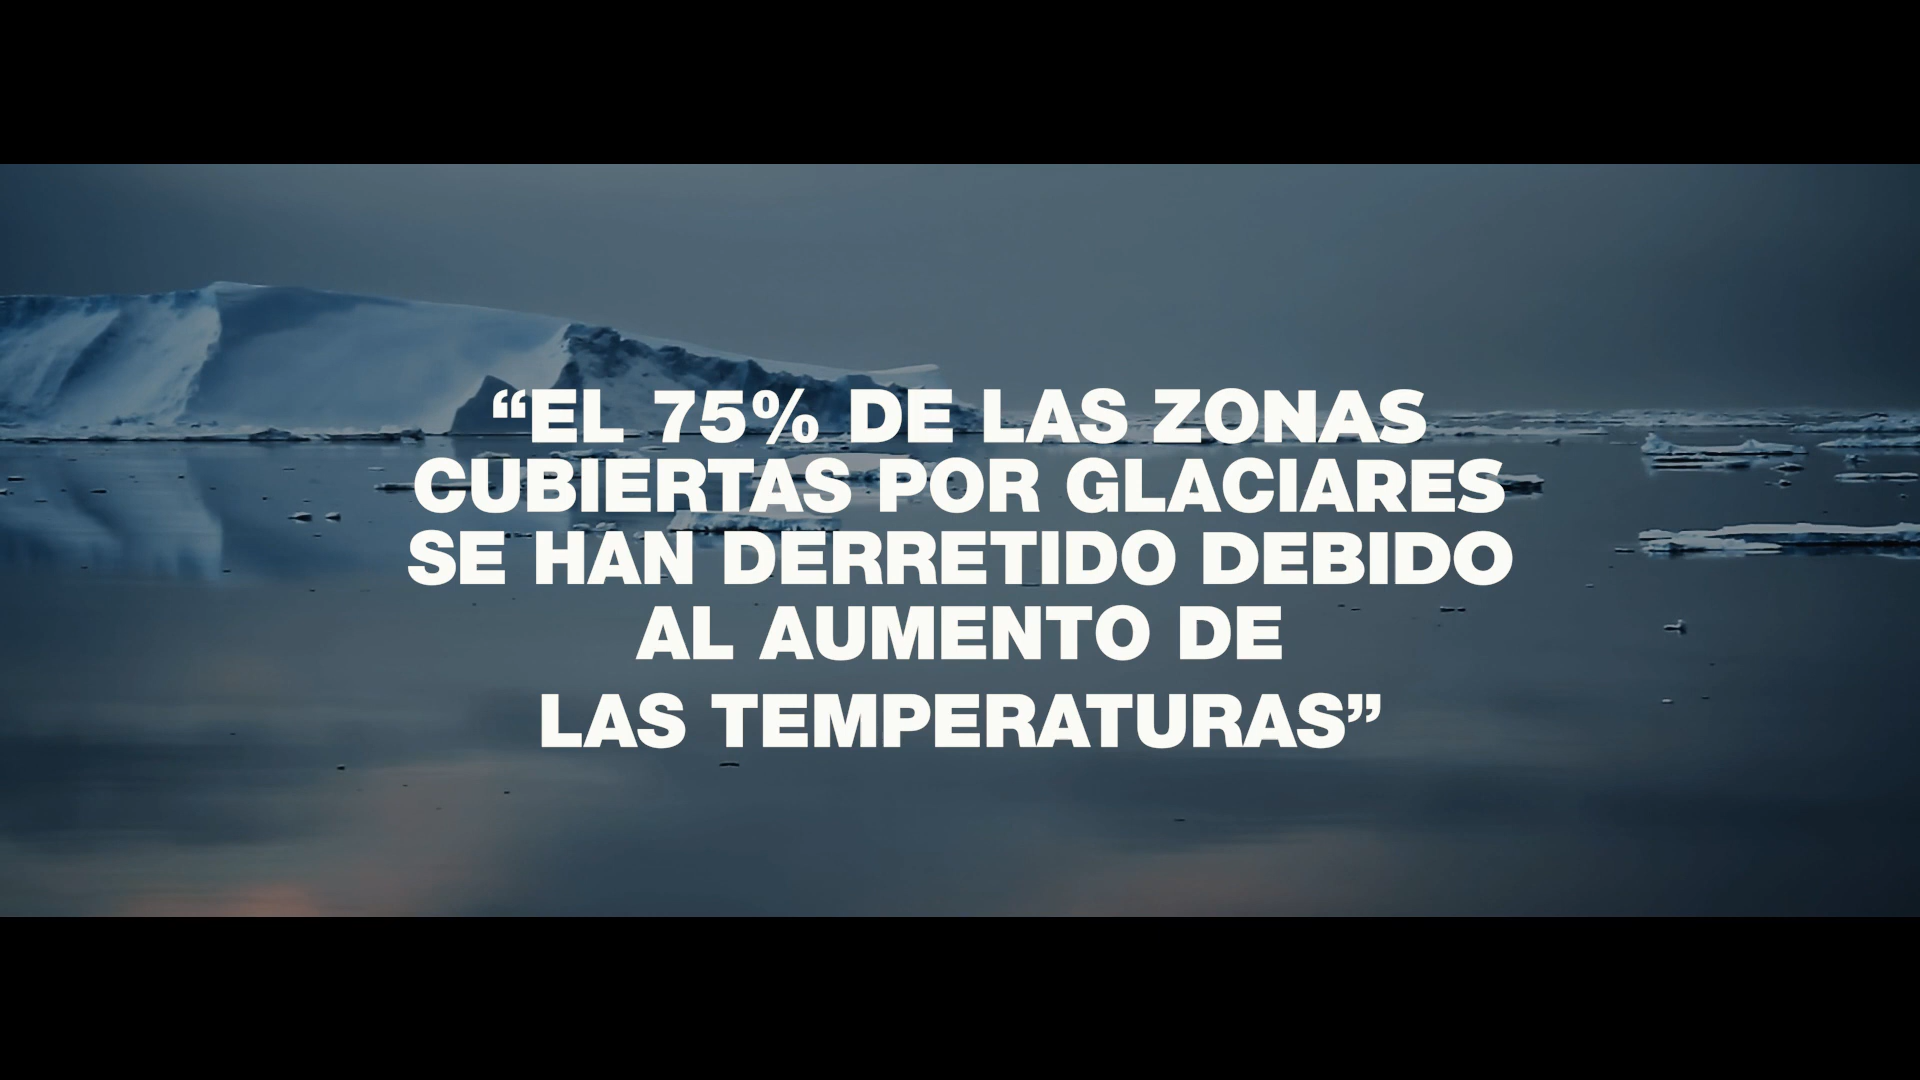 “EL 75% DE LAS ZONAS
CUBIERTAS POR GLACIARES
SE HAN DERRETIDO DEBIDO
AL AUMENTO DE
LAS TEMPERATURAS”